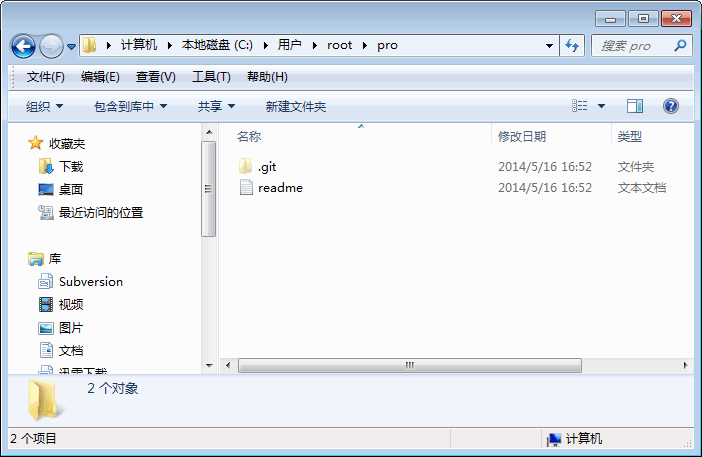 计算机 本地磁盘 (C:) 用户 root pro 搜索 pro
文件(F) 编辑(E) 查看(V) 工具(T) 帮助(H)
组织 包含到库中 共享 新建文件夹
名称 修改日期 类型
收藏夹
下载
桌面
最近访问的位置
库
Subversion
视频
图片
文档
迅雷下载
.git 2014/5/16 16:52 文件夹
readme 2014/5/16 16:52 文本文档
2 个对象
2 个项目 计算机